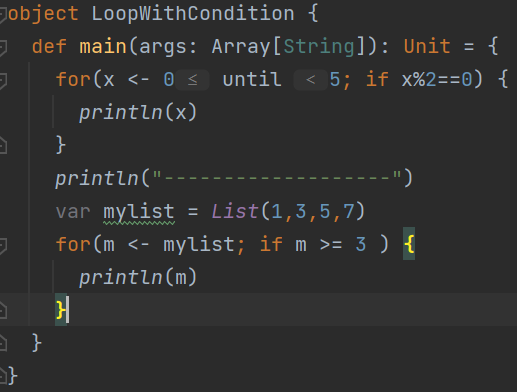 object LoopWithCondition {
  def main(args: Array[String]): Unit = {
    for(x <- 0 ≤ until < 5; if x%2==0) {
      println(x)
    }
    println("-------------------")
    var mylist = List(1,3,5,7)
    for(m <- mylist; if m >= 3 ) {
      println(m)
    }
  }
}